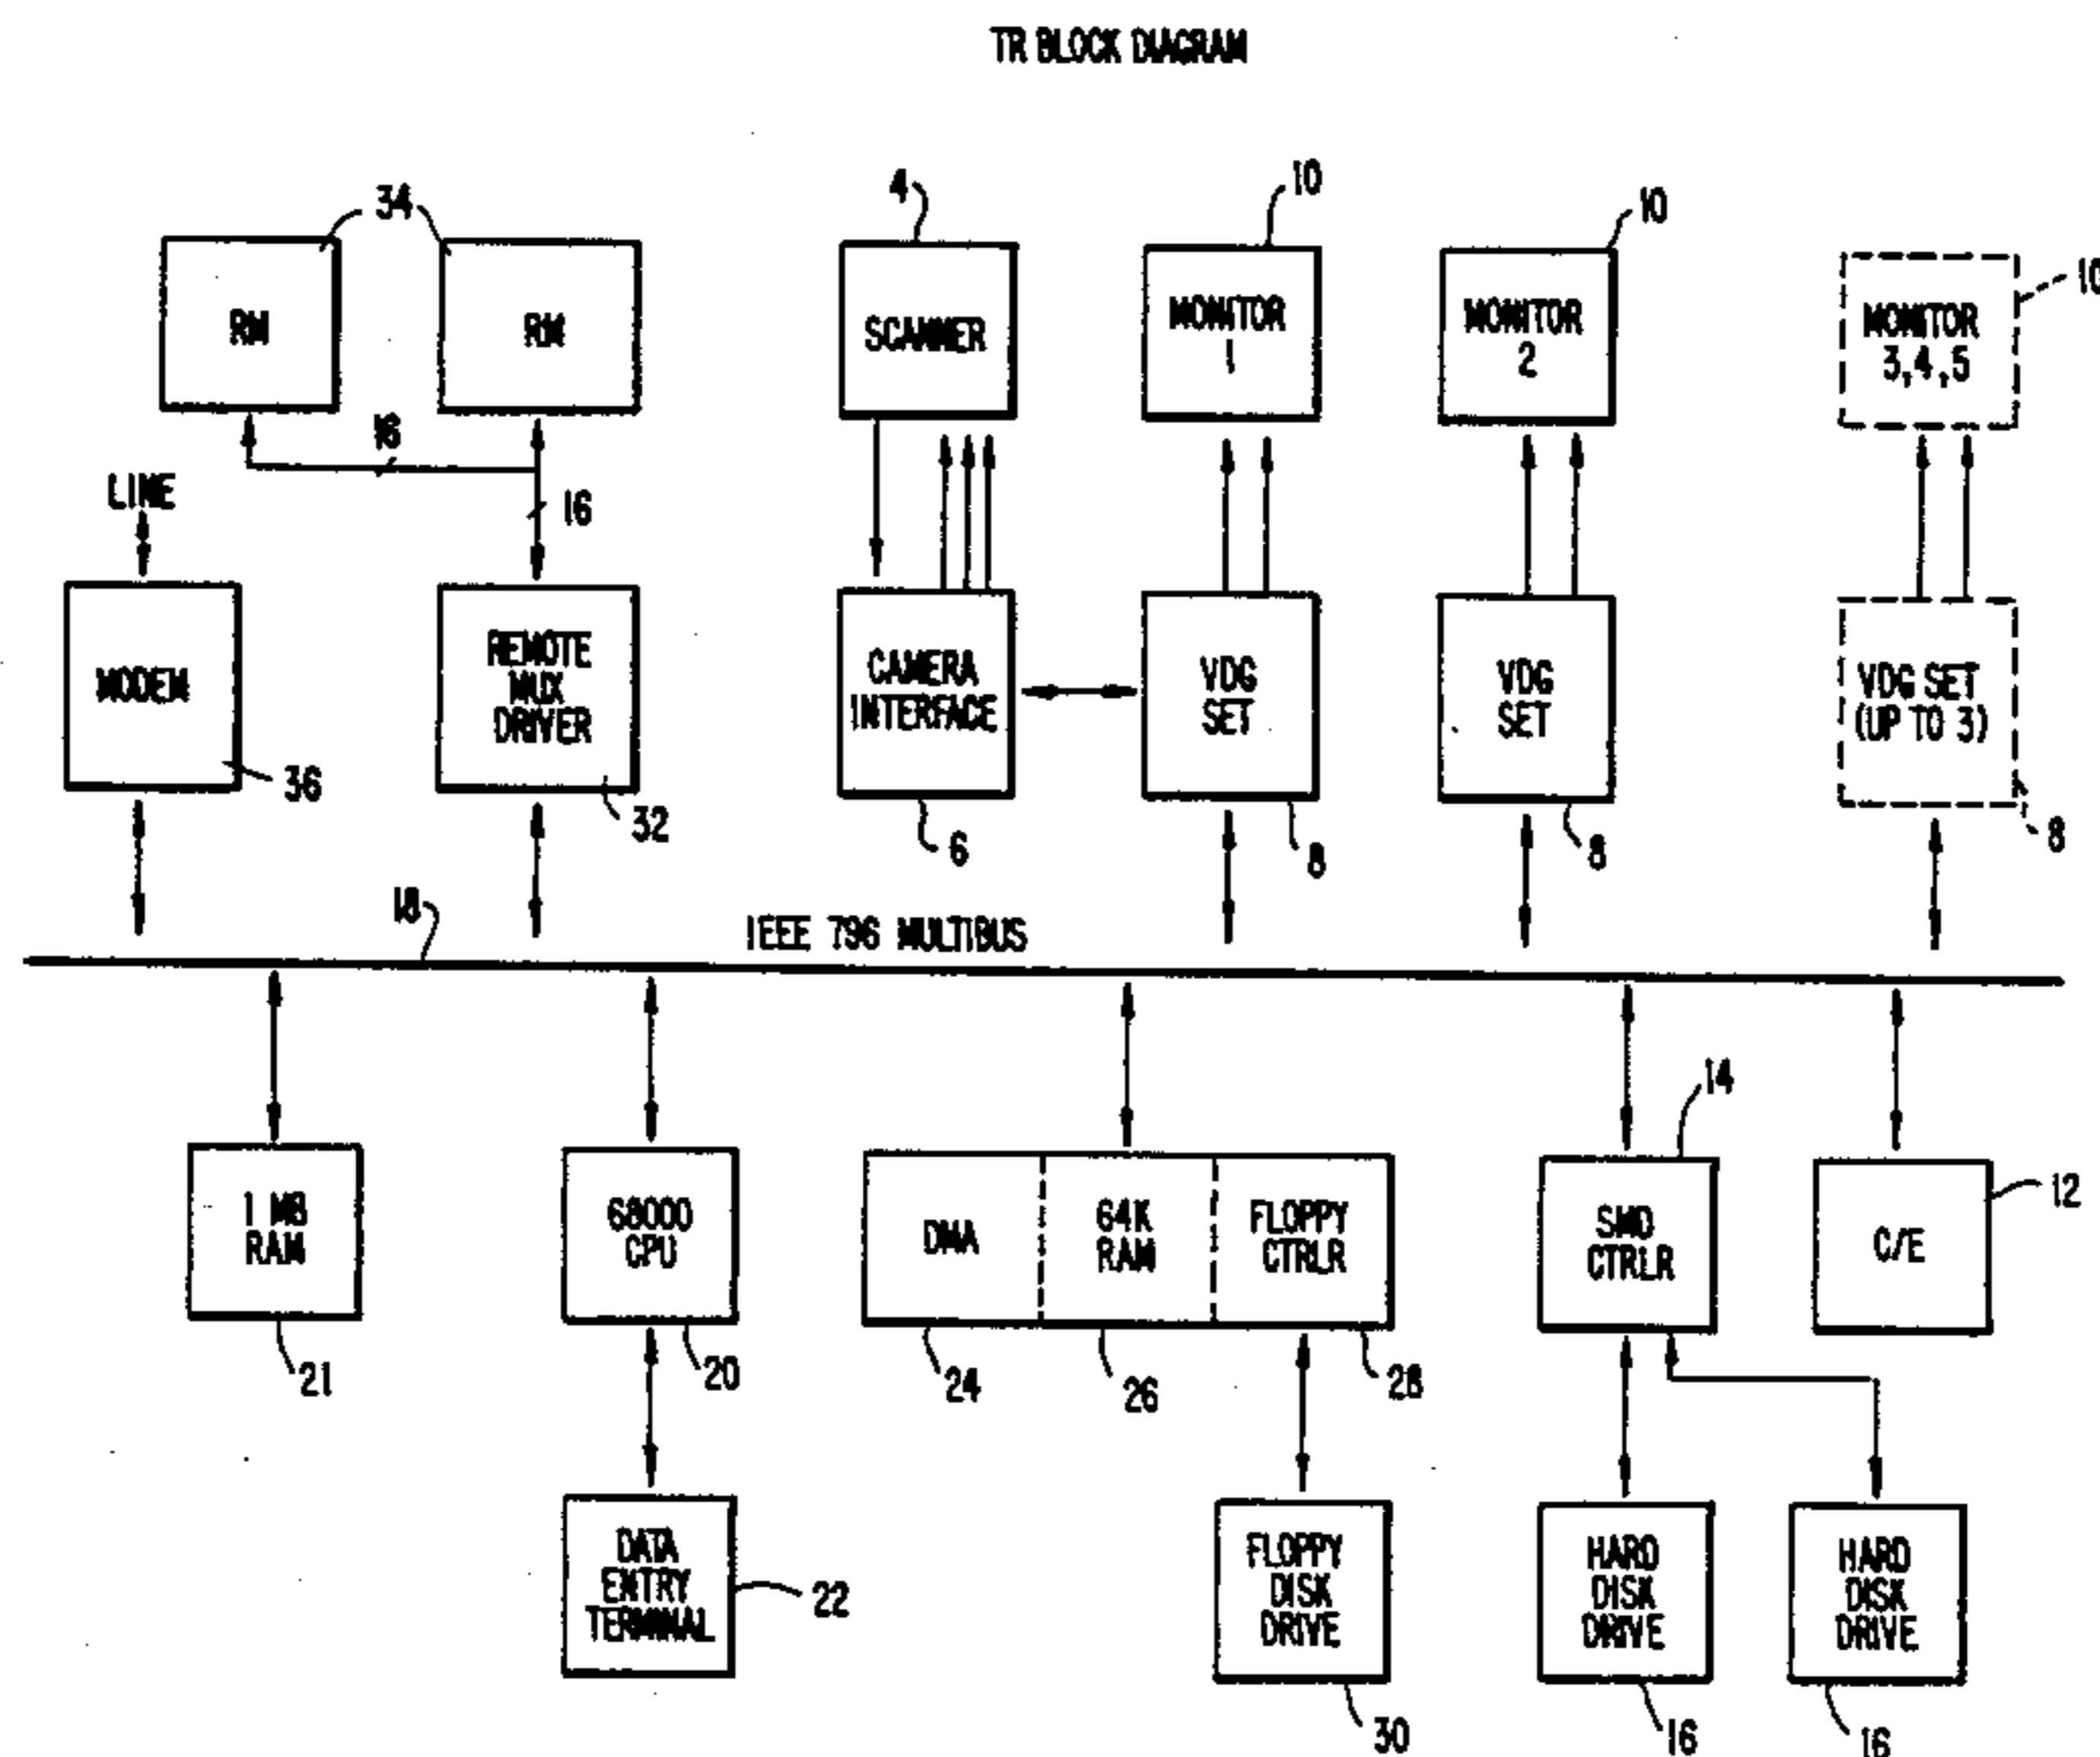 TR BLOCK DIAGRAM
34
4
10
10
10
RM
RM
SCANNER
MONITOR
1
MONITOR
2
MONITOR
3,4,5
16
LINE
16
MODEM
REMOTE
MUX
DRIVER
CAMERA
INTERFACE
VDG
SET
VDG
SET
VDG SET
(UP TO 3)
36
32
6
8
8
8
18
IEEE 796 MULTIBUS
14
1 MB
RAM
68000
CPU
DMA
64K
RAM
FLOPPY
CTRLR
SMD
CTRLR
C/E
12
21
20
24
26
28
DATA
ENTRY
TERMINAL
22
FLOPPY
DISK
DRIVE
HARD
DISK
DRIVE
HARD
DISK
DRIVE
30
16
16